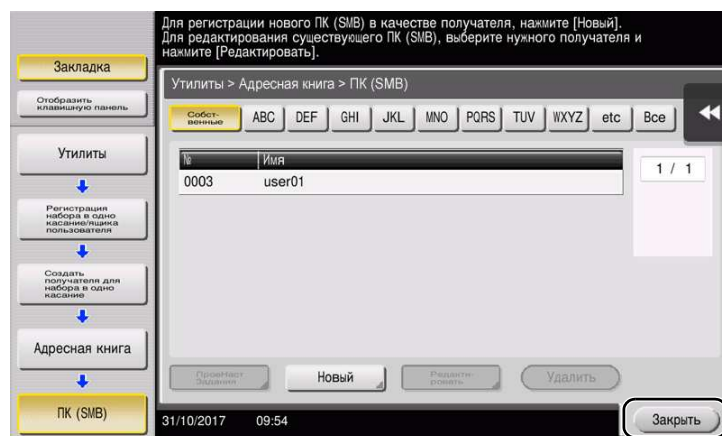 Для регистрации нового ПК (SMB) в качестве получателя, нажмите [Новый].
Для редактирования существующего ПК (SMB), выберите нужного получателя и
нажмите [Редактировать].
Закладка
Отобразить
клавишную панель
Утилиты
Регистрация
набора в одно
касание/ящика
пользователя
Создать
получателя для
набора в одно
касание
Адресная книга
ПК (SMB)
Утилиты > Адресная книга > ПК (SMB)
Собст-
венные
ABC
DEF
GHI
JKL
MNO
PQRS
TUV
WXYZ
etc
Все
№ Имя
0003 user01
1 / 1
ПровНаст
Задания
Новый
Редакти-
ровать
Удалить
31/10/2017 09:54
Закрыть